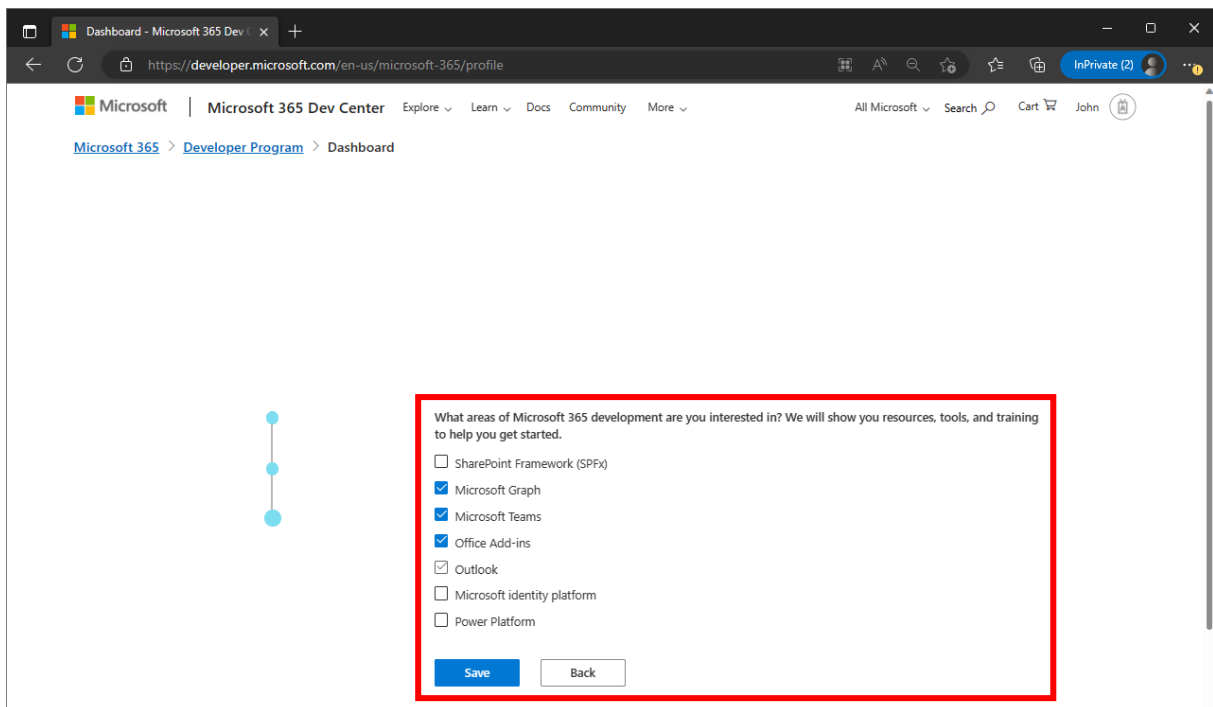 Dashboard - Microsoft 365 Dev C
https://developer.microsoft.com/en-us/microsoft-365/profile
InPrivate (2)
Microsoft | Microsoft 365 Dev Center Explore Learn Docs Community More All Microsoft Search Cart John
Microsoft 365 > Developer Program > Dashboard
What areas of Microsoft 365 development are you interested in? We will show you resources, tools, and training
to help you get started.
SharePoint Framework (SPFx)
Microsoft Graph
Microsoft Teams
Office Add-ins
Outlook
Microsoft identity platform
Power Platform
Save Back